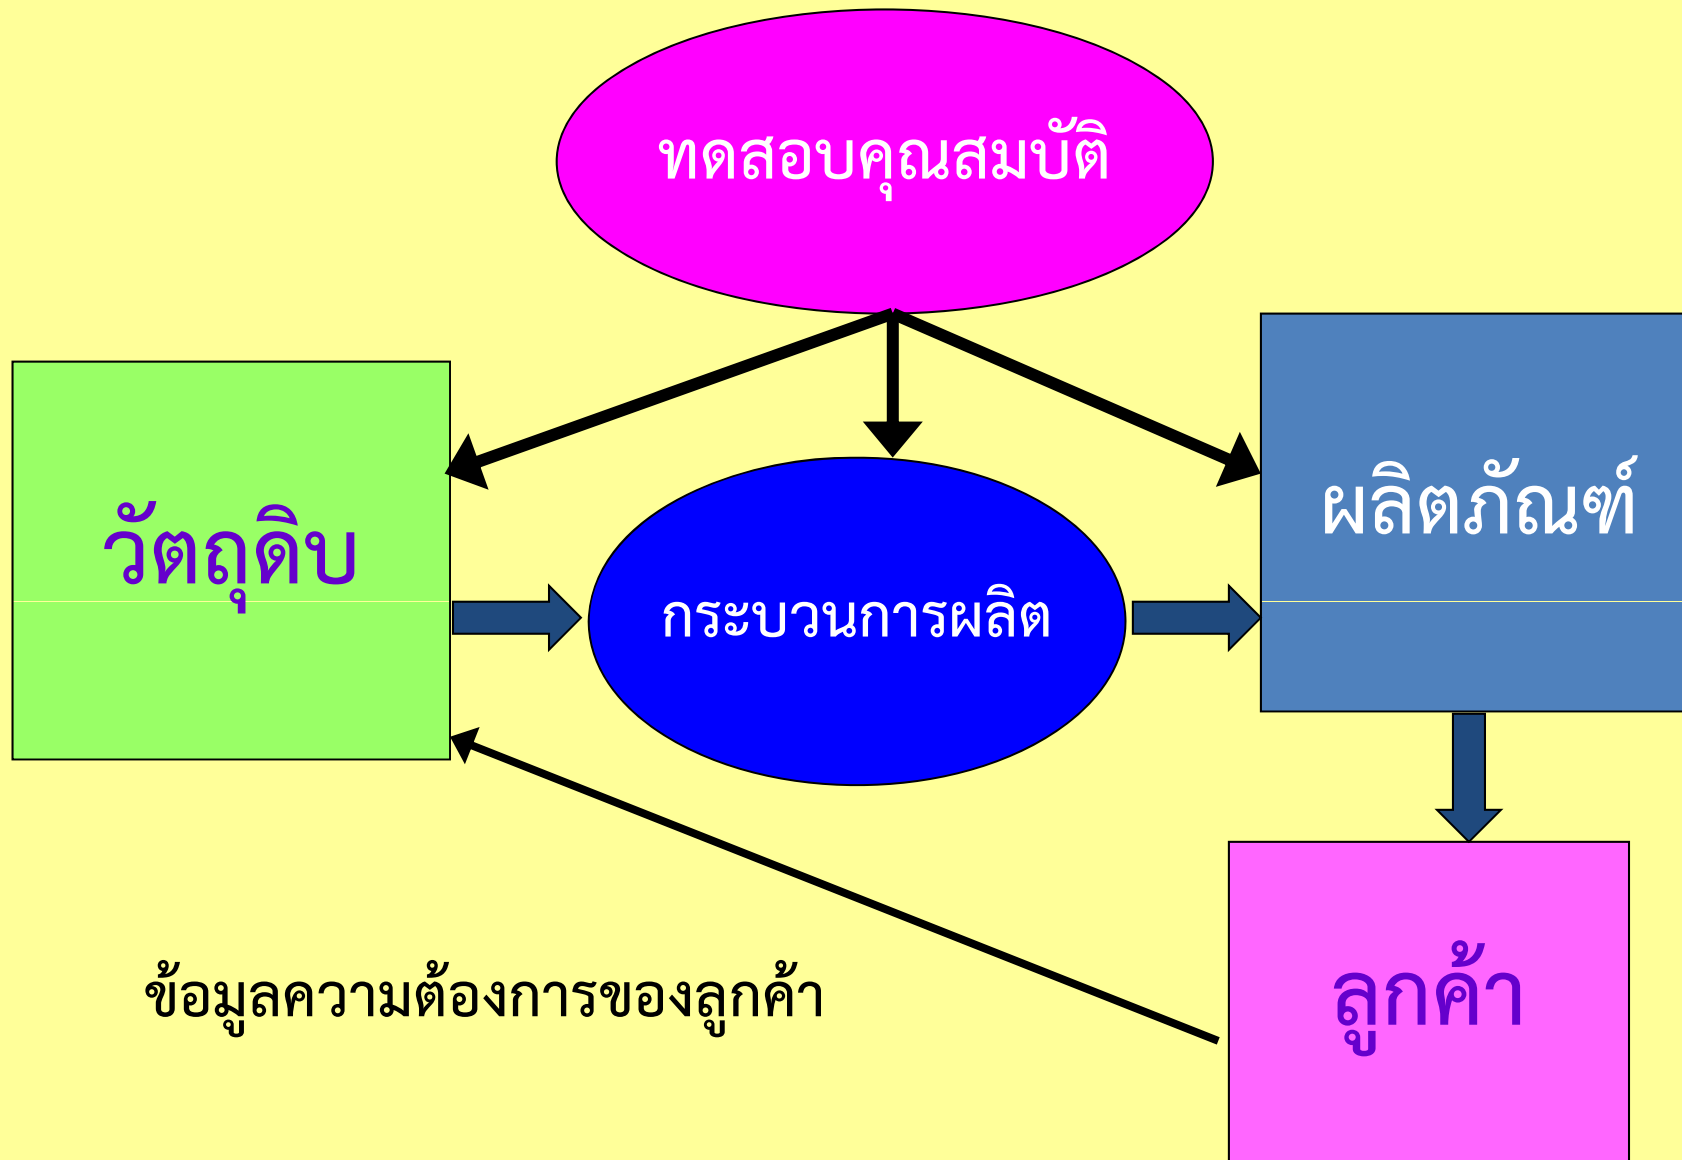 ทดสอบคุณสมบัติ
วัตถุดิบ
กระบวนการผลิต
ผลิตภัณฑ์
ข้อมูลความต้องการของลูกค้า
ลูกค้า